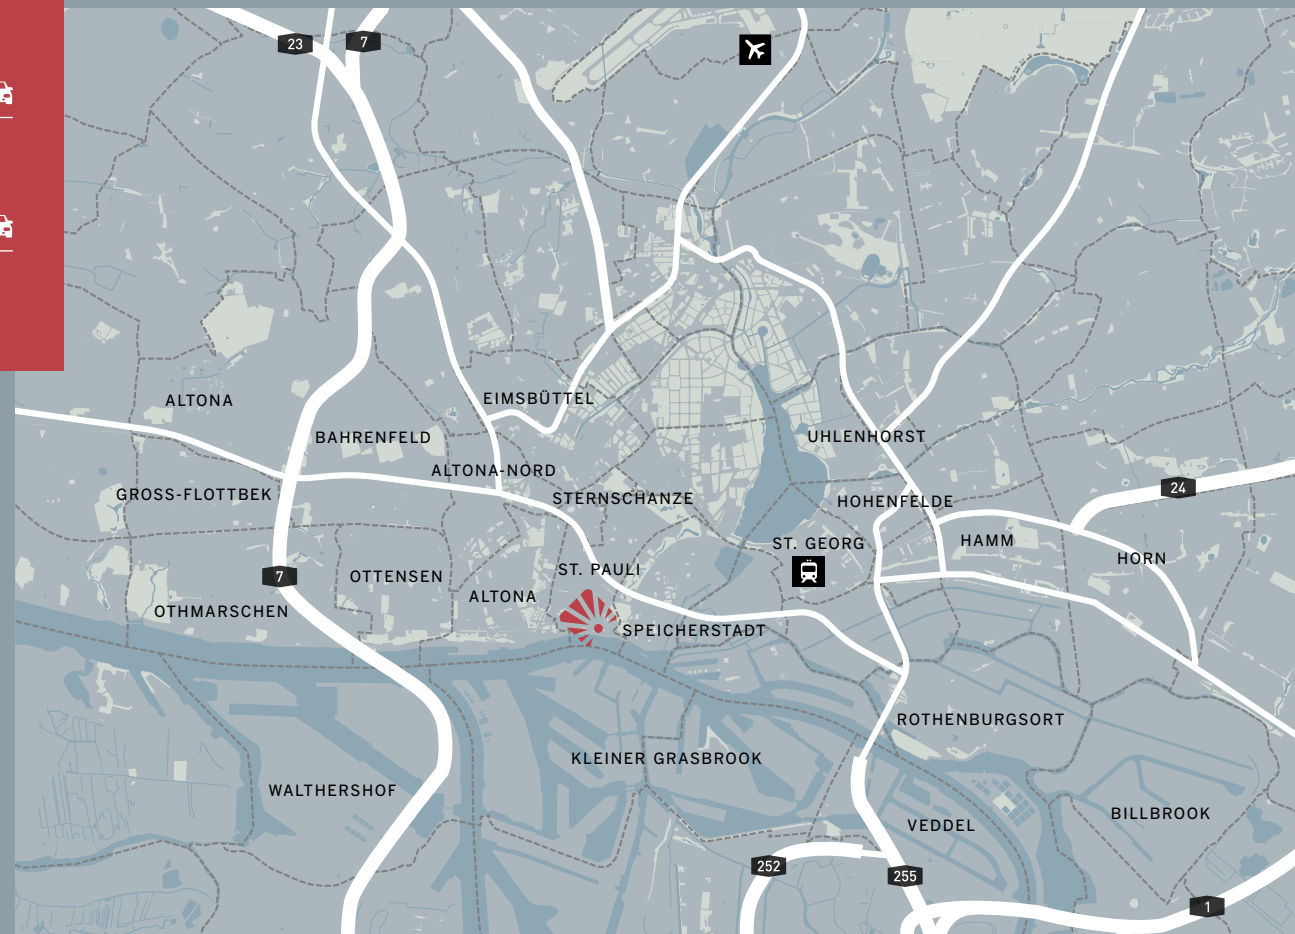 23
7
ALTONA
EIMSBÜTTEL
BAHRENFELD
UHLENHORST
ALTONA-NORD
GROSS-FLOTTBEK
STERNSCHANZE
HOHENFELDE
24
ST. GEORG
HAMM
HORN
7
OTTENSEN
ST. PAULI
ALTONA
OTHMARSCHEN
SPEICHERSTADT
ROTHENBURGSORT
KLEINER GRASBROOK
WALTHERSHOF
BILLBROOK
VEDDEL
252
255
1